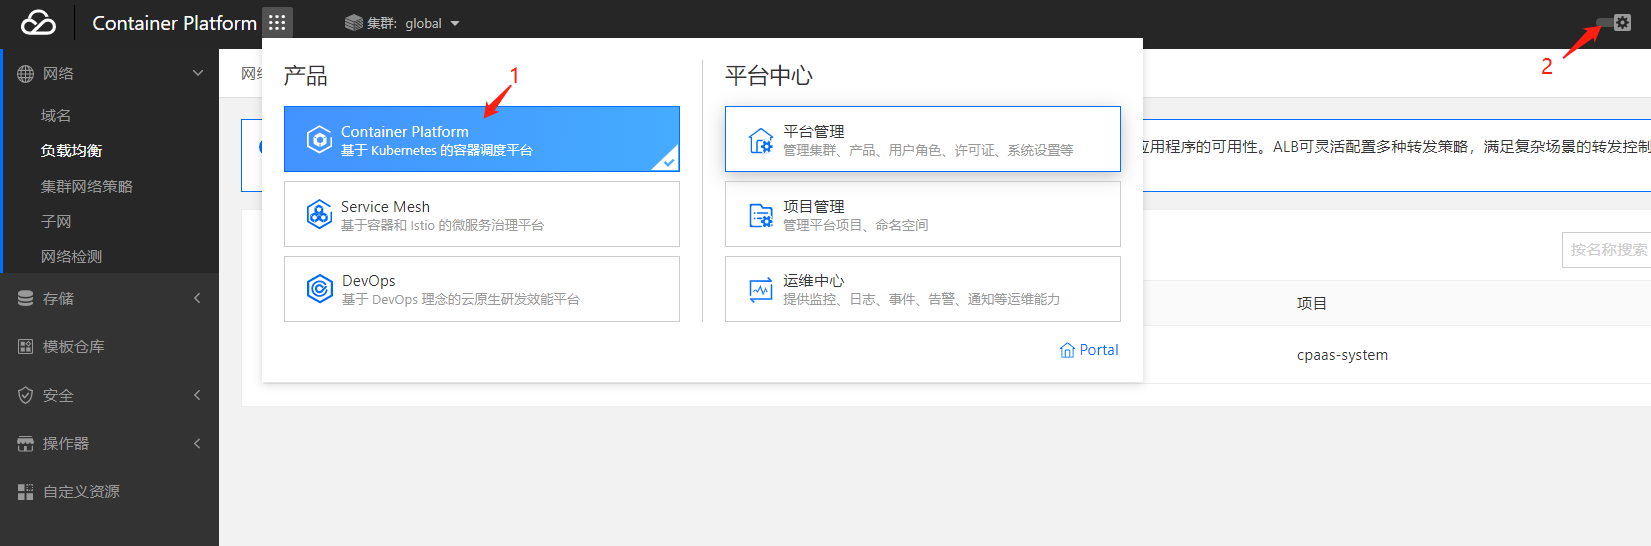 Container Platform
集群: global
2
网络
域名
负载均衡
集群网络策略
子网
网络检测
存储
模板仓库
安全
操作器
自定义资源
产品
1
Container Platform
基于 Kubernetes 的容器调度平台
Service Mesh
基于容器和 Istio 的微服务治理平台
DevOps
基于 DevOps 理念的云原生研发效能平台
平台中心
平台管理
管理集群、产品、用户角色、许可证、系统设置等
项目管理
管理平台项目、命名空间
运维中心
提供监控、日志、事件、告警、通知等运维能力
Portal
应用程序的可用性。ALB可灵活配置多种转发策略，满足复杂场景的转发控制
按名称搜索
项目
cpaas-system